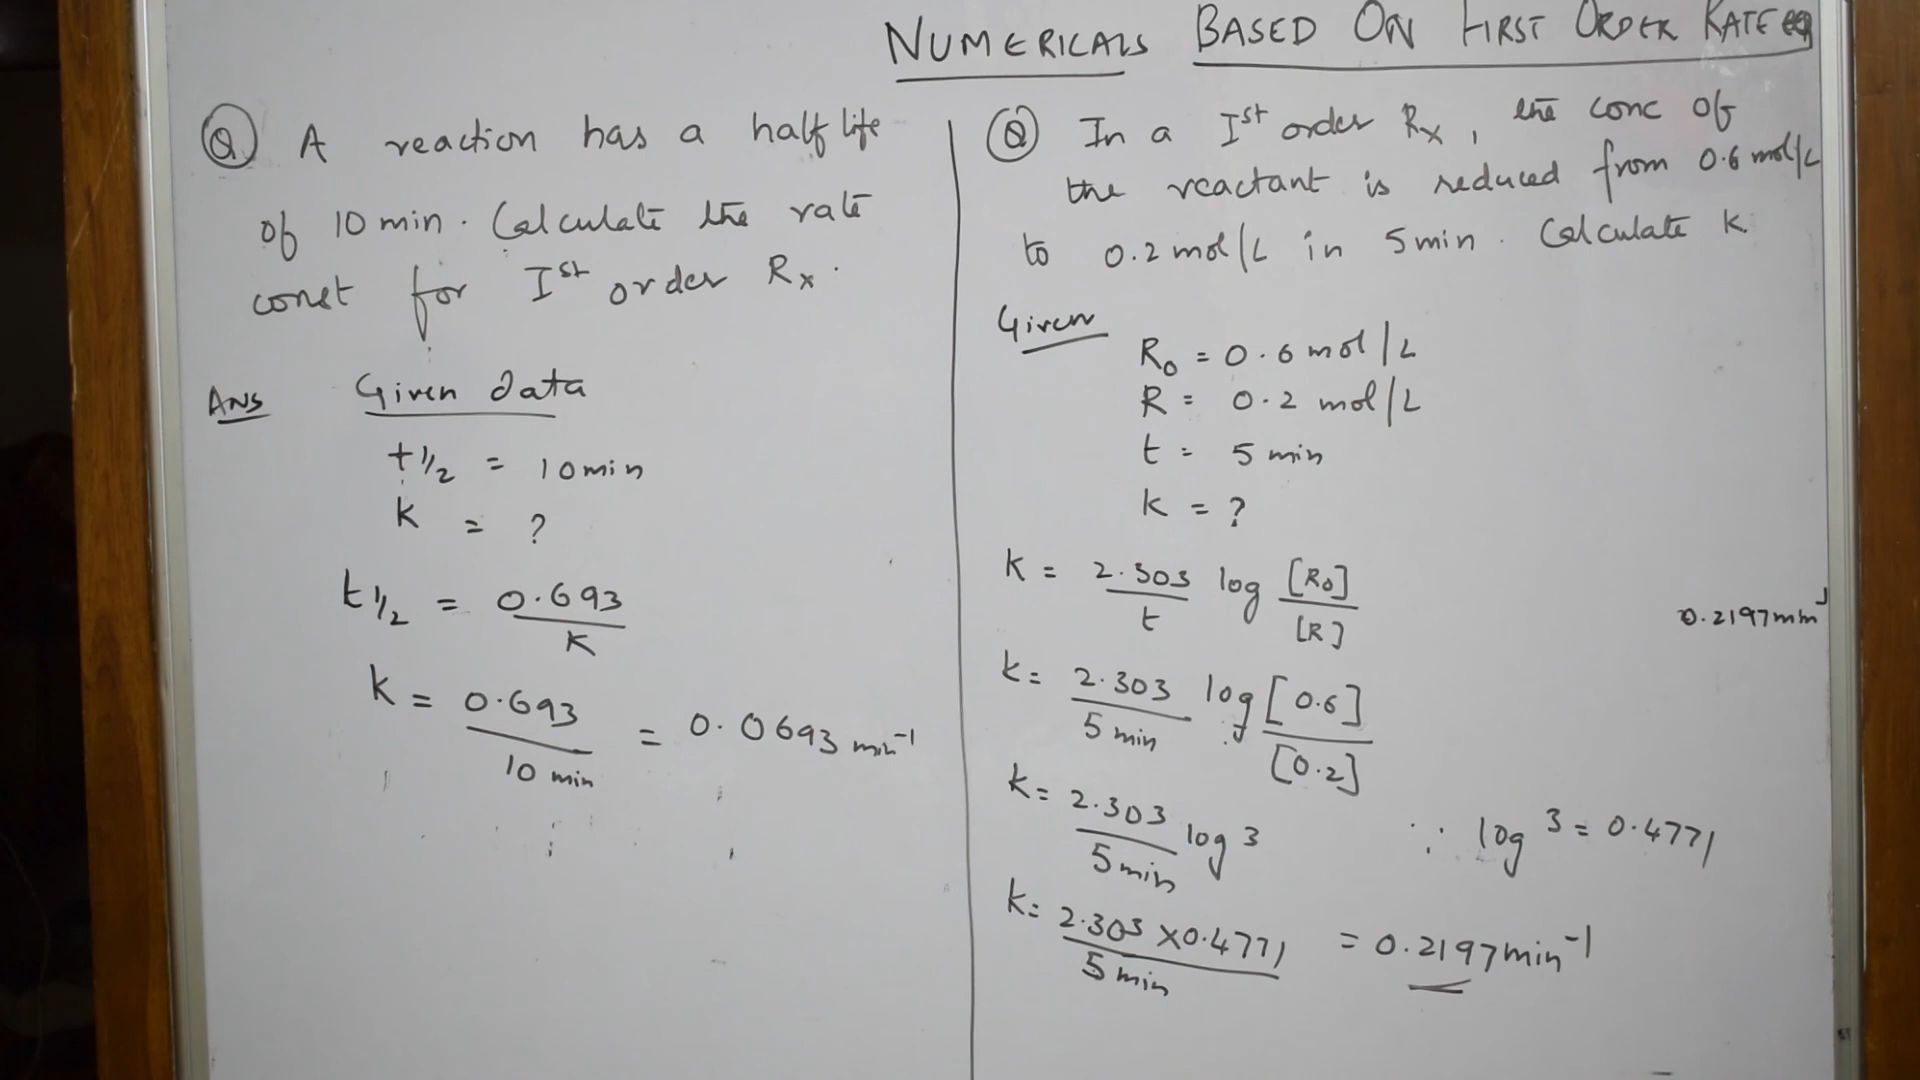 NUMERICALS BASED ON FIRST ORDER RATE EQ
Q A reaction has a half life
of 10 min. Calculate the rate
const for Ist order Rx.
ANS Given data
t1/2 = 10 min
k = ?
t1/2 = 0.693/K
k = 0.693/10 min = 0.0693 min-1
Q In a Ist order Rx, the conc of
the reactant is reduced from 0.6 mol/L
to 0.2 mol/L in 5 min. Calculate K.
Given
R0 = 0.6 mol/L
R = 0.2 mol/L
t = 5 min
k = ?
K = 2.303/t log [R0]/[R]
0.2197 min
k = 2.303/5 min log [0.6]/[0.2]
k = 2.303/5 min log 3 ∵ log 3 = 0.4771
k = 2.303 x 0.4771/5 min = 0.2197 min-1